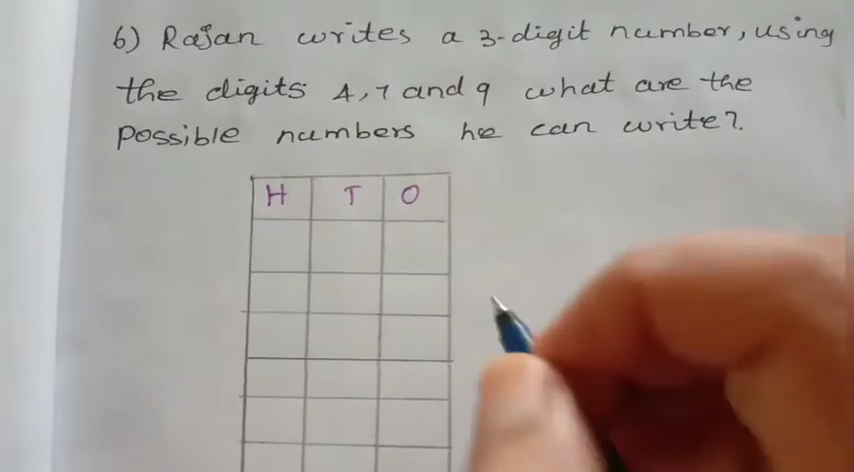 6) Rajan writes a 3-digit number, using
the digits 4,7 and 9 what are the
possible numbers he can write?
H T O